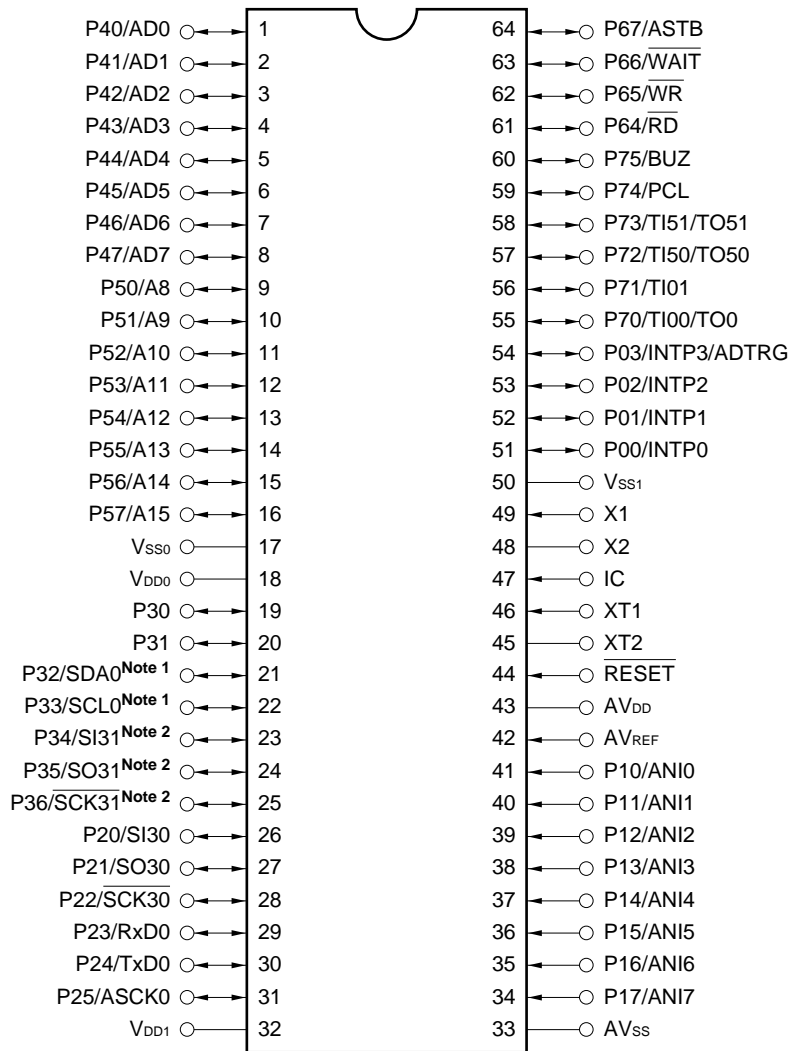 P40/AD0 1 64 P67/ASTB
P41/AD1 2 63 P66/WAIT
P42/AD2 3 62 P65/WR
P43/AD3 4 61 P64/RD
P44/AD4 5 60 P75/BUZ
P45/AD5 6 59 P74/PCL
P46/AD6 7 58 P73/TI51/TO51
P47/AD7 8 57 P72/TI50/TO50
P50/A8 9 56 P71/TI01
P51/A9 10 55 P70/TI00/TO0
P52/A10 11 54 P03/INTP3/ADTRG
P53/A11 12 53 P02/INTP2
P54/A12 13 52 P01/INTP1
P55/A13 14 51 P00/INTP0
P56/A14 15 50 VSS1
P57/A15 16 49 X1
VSS0 17 48 X2
VDD0 18 47 IC
P30 19 46 XT1
P31 20 45 XT2
P32/SDA0Note 1 21 44 RESET
P33/SCL0Note 1 22 43 AVDD
P34/SI31Note 2 23 42 AVREF
P35/SO31Note 2 24 41 P10/ANI0
P36/SCK31Note 2 25 40 P11/ANI1
P20/SI30 26 39 P12/ANI2
P21/SO30 27 38 P13/ANI3
P22/SCK30 28 37 P14/ANI4
P23/RxD0 29 36 P15/ANI5
P24/TxD0 30 35 P16/ANI6
P25/ASCK0 31 34 P17/ANI7
VDD1 32 33 AVSS